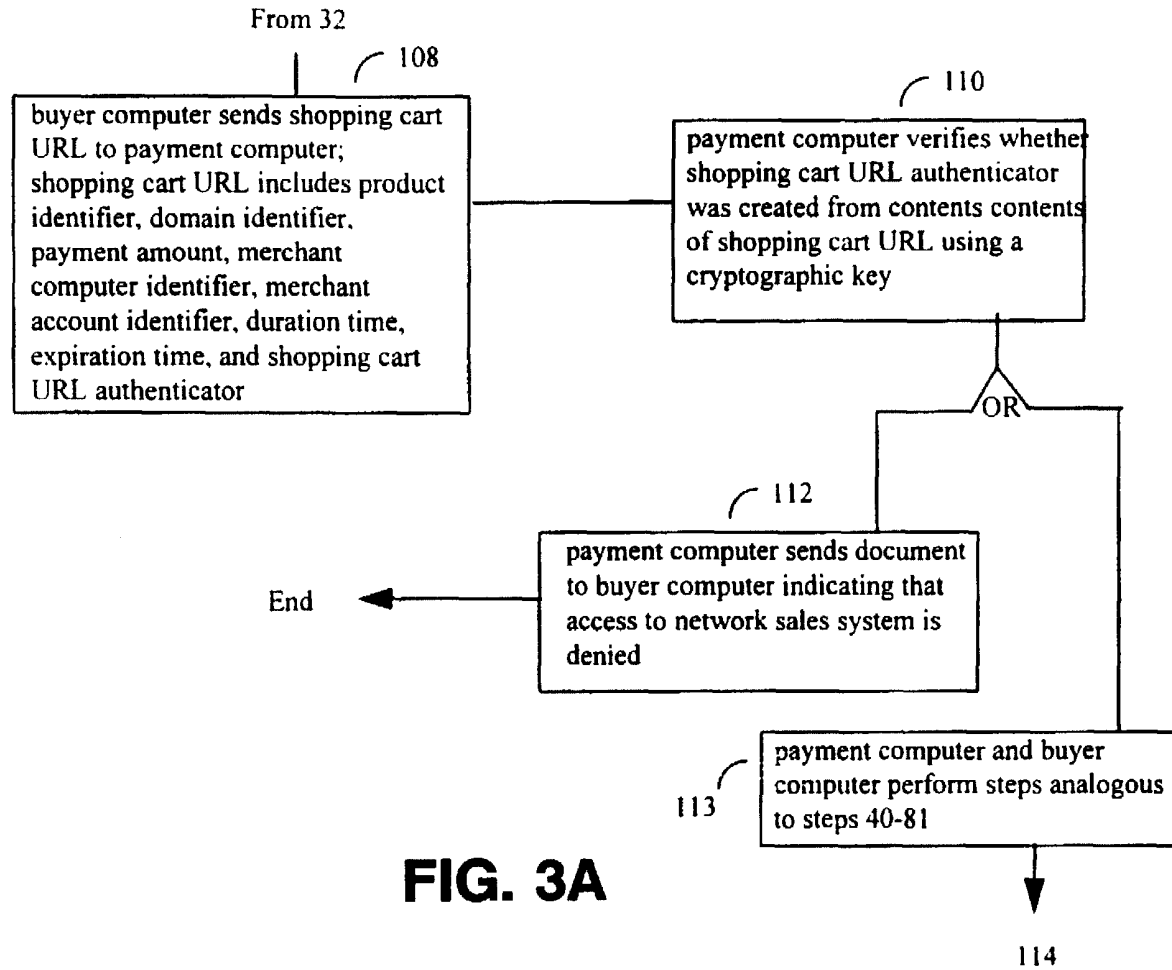 From 32
108
buyer computer sends shopping cart
URL to payment computer;
shopping cart URL includes product
identifier, domain identifier,
payment amount, merchant
computer identifier, merchant
account identifier, duration time,
expiration time, and shopping cart
URL authenticator
110
payment computer verifies whether
shopping cart URL authenticator
was created from contents contents
of shopping cart URL using a
cryptographic key
OR
112
payment computer sends document
to buyer computer indicating that
access to network sales system is
denied
End
113
payment computer and buyer
computer perform steps analogous
to steps 40-81
114
FIG. 3A